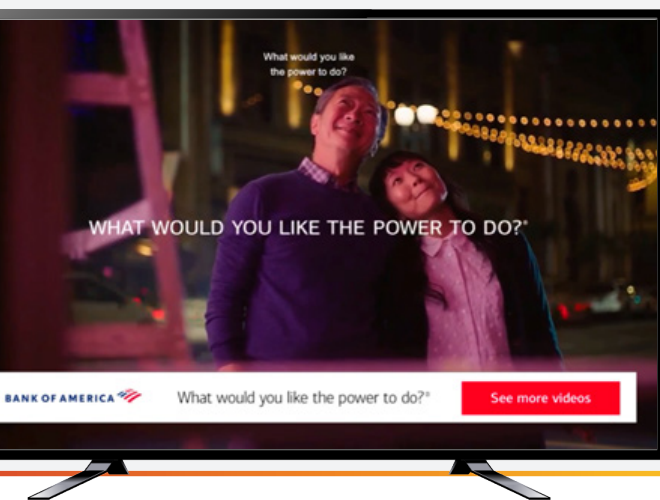 What would you like
the power to do?
WHAT WOULD YOU LIKE THE POWER TO DO?®
BANK OF AMERICA
What would you like the power to do?®
See more videos